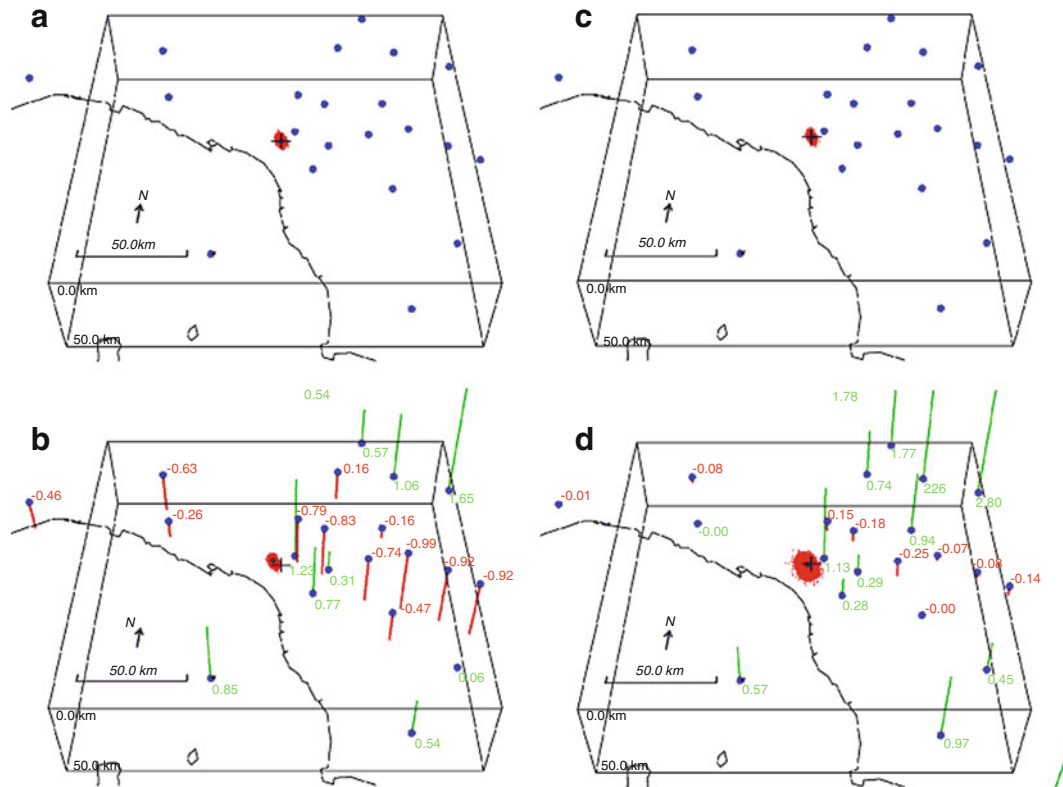 a
N
50.0km
0.0 km
50.0 km
c
N
50.0km
0.0 km
50.0 km
b
0.54
0.57
-0.63
0.16
1.06
1.65
-0.46
-0.26
-0.79
-0.83
-0.16
-0.74
-0.99
1.23
0.31
-0.92
-0.92
0.77
-0.47
N
50.0 km
0.85
0.06
0.0 km
0.54
50.0 km
d
1.78
1.77
-0.08
0.74
226
2.80
-0.01
-0.00
0.15
-0.18
0.94
-0.25
-0.07
1.13
0.29
-0.08
-0.14
0.28
-0.00
N
50.0 km
0.57
0.45
0.0 km
0.97
50.0 km